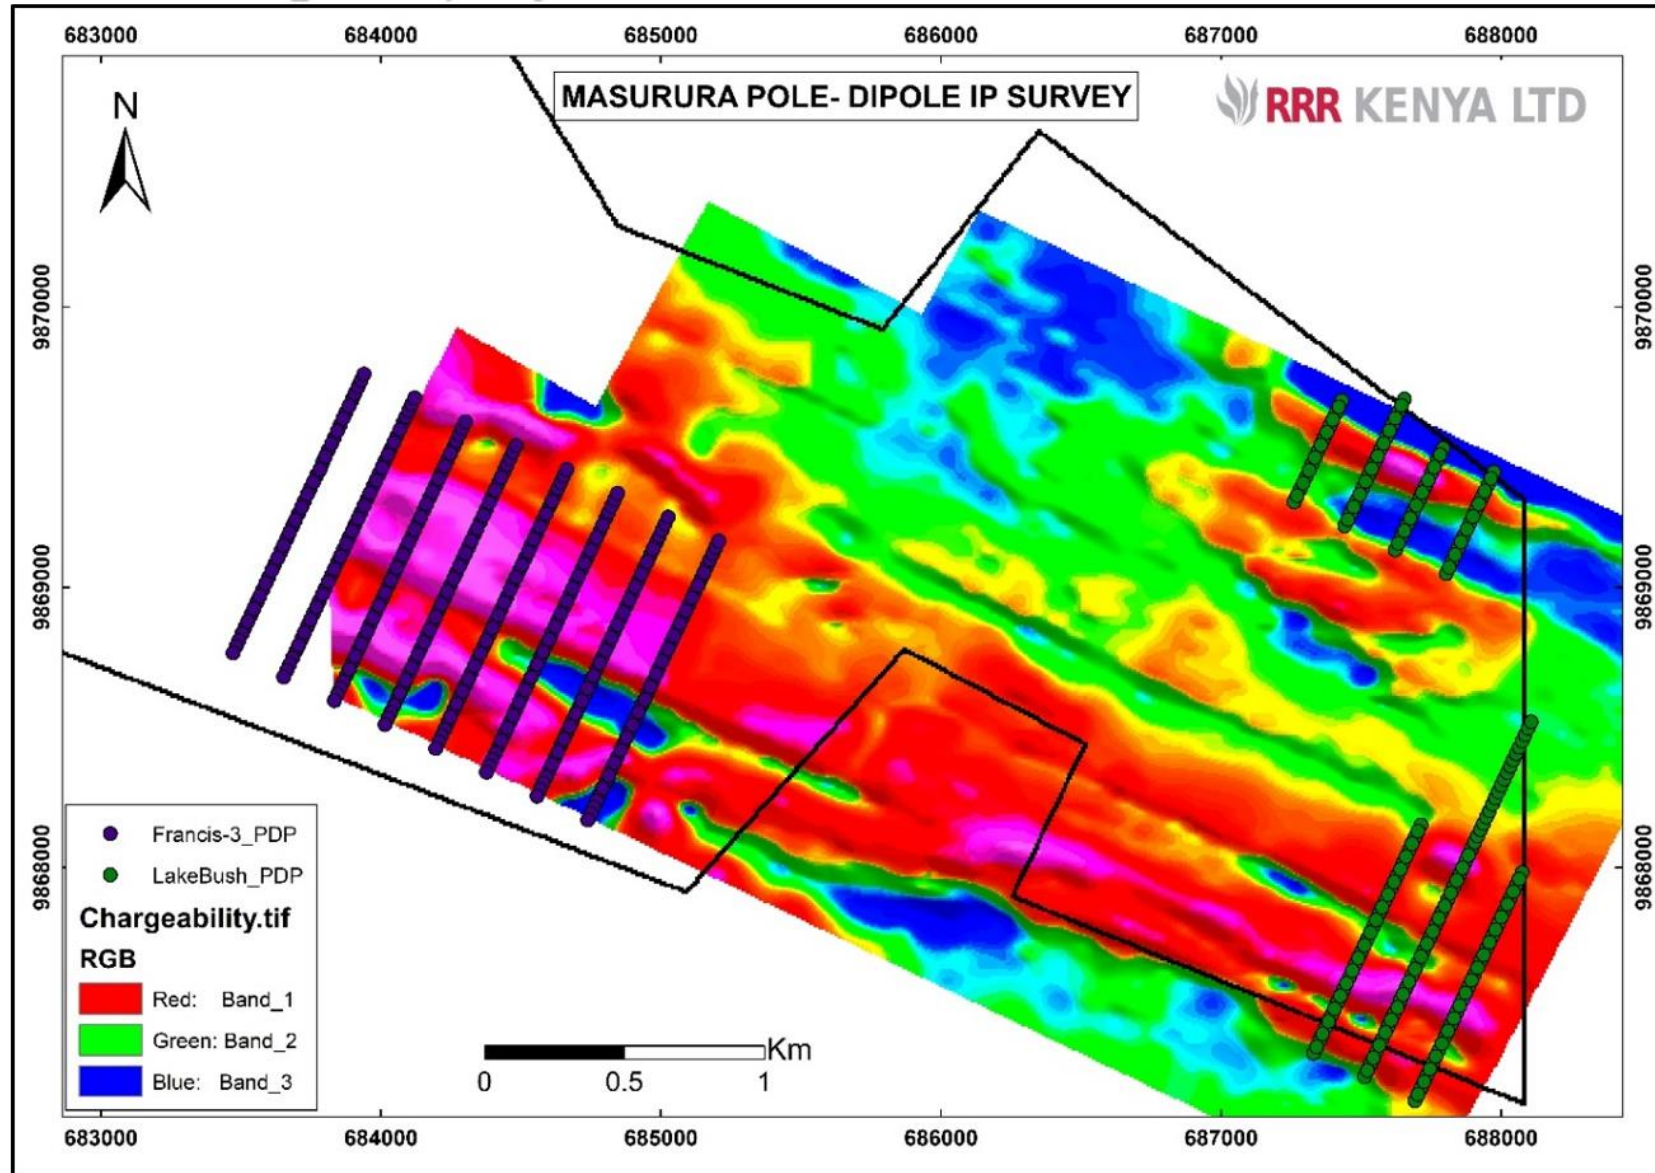 683000 684000 685000 686000 687000 688000
MASURURA POLE- DIPOLE IP SURVEY
RRR KENYA LTD
N
9870000 9870000
9869000 9869000
9868000 9868000
Francis-3_PDP
LakeBush_PDP
Chargeability.tif
RGB
Red: Band_1
Green: Band_2
Blue: Band_3
Km
0 0.5 1
683000 684000 685000 686000 687000 688000